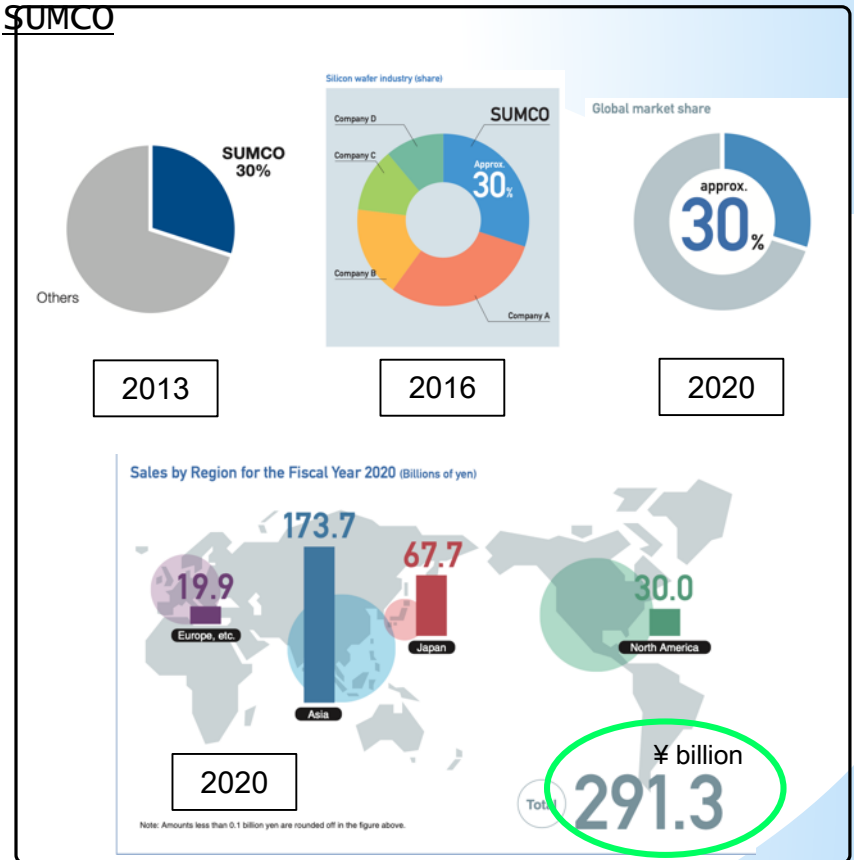 SUMCO
Silicon wafer industry (share)
Global market share
SUMCO
30%
Others
Company D
SUMCO
Company C
Approx.
30%
Company B
Company A
approx.
30%
2013
2016
2020
Sales by Region for the Fiscal Year 2020 (Billions of yen)
173.7
67.7
19.9
30.0
Europe, etc.
Japan
North America
Asia
2020
¥ billion
Total 291.3
Note: Amounts less than 0.1 billion yen are rounded off in the figure above.